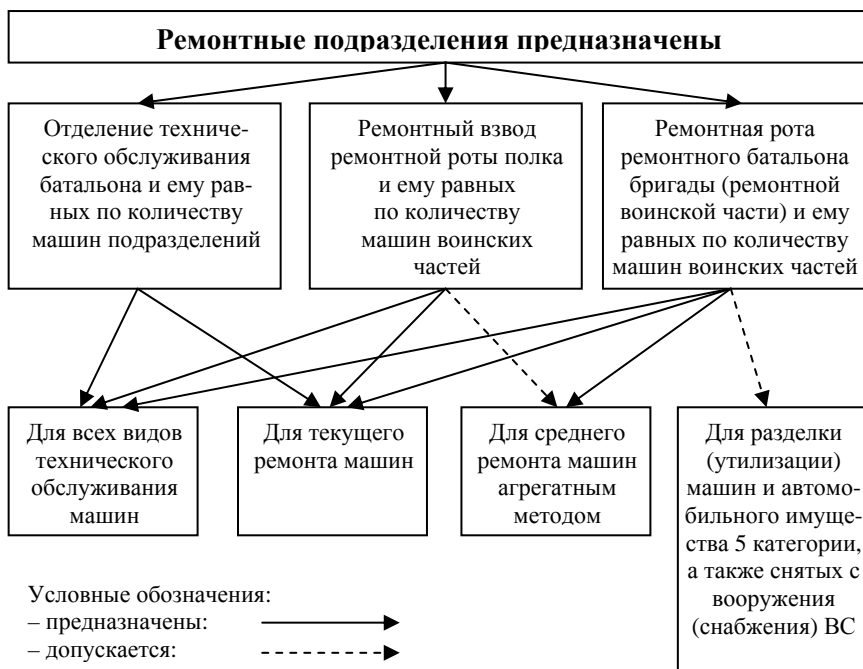 Ремонтные подразделения предназначены
Отделение техниче-
ского обслуживания
батальона и ему рав-
ных по количеству
машин подразделений
Ремонтный взвод
ремонтной роты полка
и ему равных
по количеству
машин воинских
частей
Ремонтная рота
ремонтного батальона
бригады (ремонтной
воинской части) и ему
равных по количеству
машин воинских частей
Для всех видов
технического
обслуживания
машин
Для текущего
ремонта машин
Для среднего
ремонта машин
агрегатным
методом
Для разделки
(утилизации)
машин и автомо-
бильного имуще-
ства 5 категории,
а также снятых с
вооружения
(снабжения) ВС
Условные обозначения:
– предназначены:
– допускается: